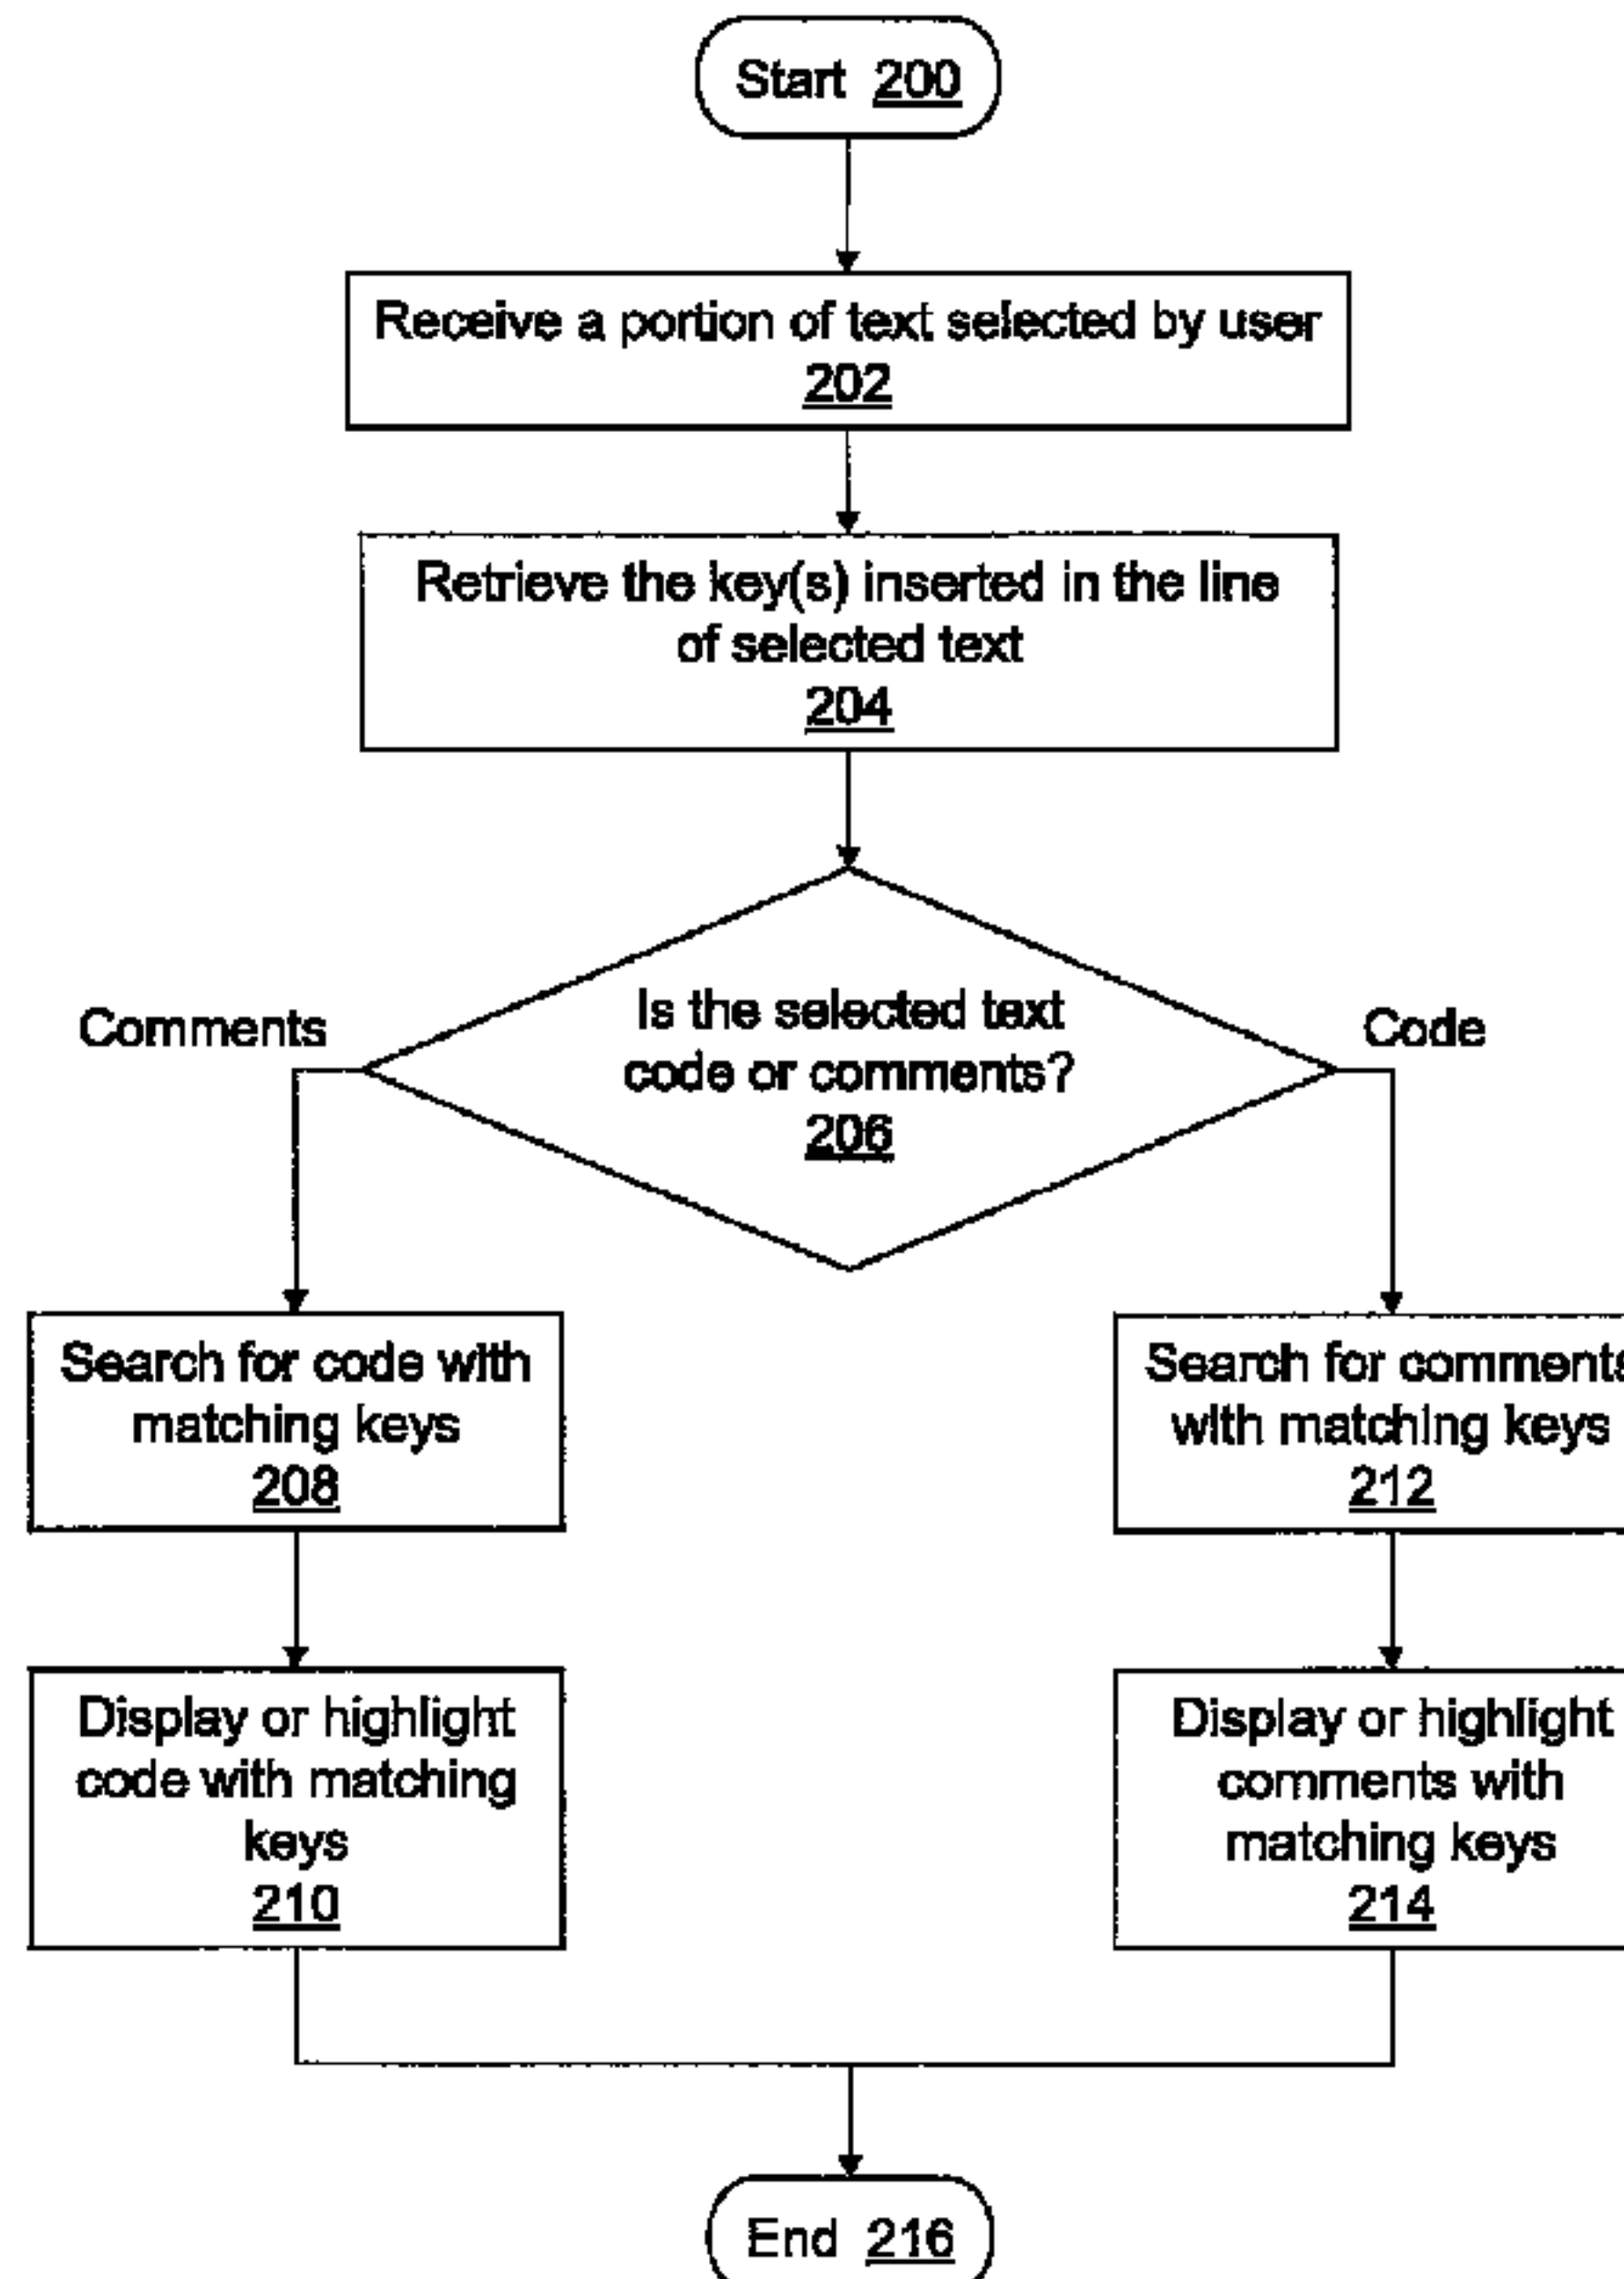 Start 200
Receive a portion of text selected by user
202
Retrieve the key(s) inserted in the line
of selected text
204
Is the selected text
code or comments?
206
Comments
Code
Search for code with
matching keys
208
Search for comments
with matching keys
212
Display or highlight
code with matching
keys
210
Display or highlight
comments with
matching keys
214
End 216